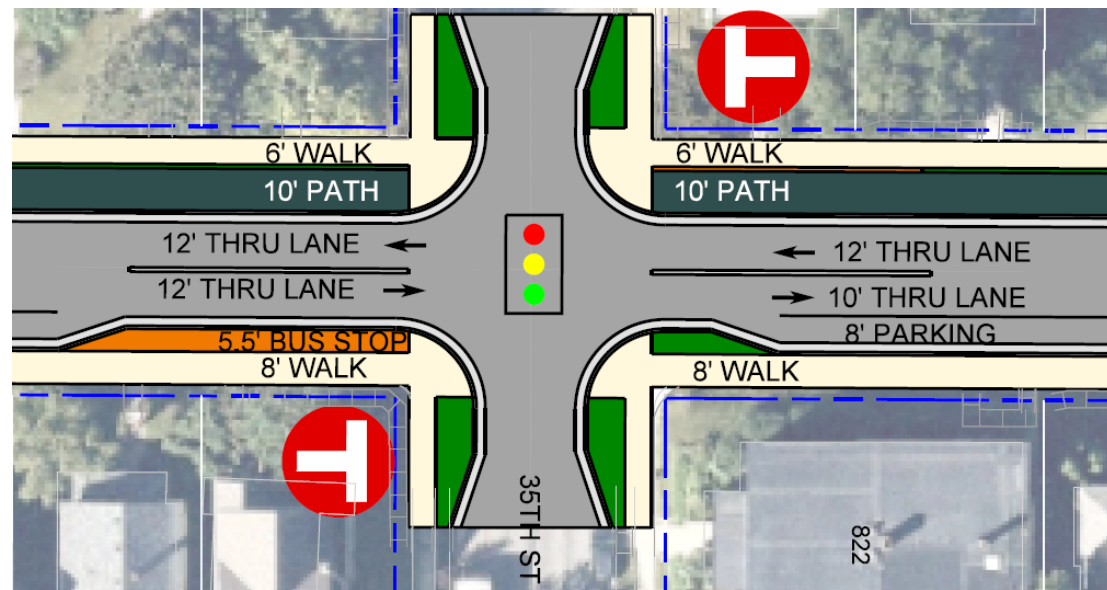 T
6' WALK
6' WALK
10' PATH
10' PATH
12' THRU LANE
12' THRU LANE
12' THRU LANE
10' THRU LANE
5.5' BUS STOP
8' PARKING
8' WALK
8' WALK
T
35TH ST
822